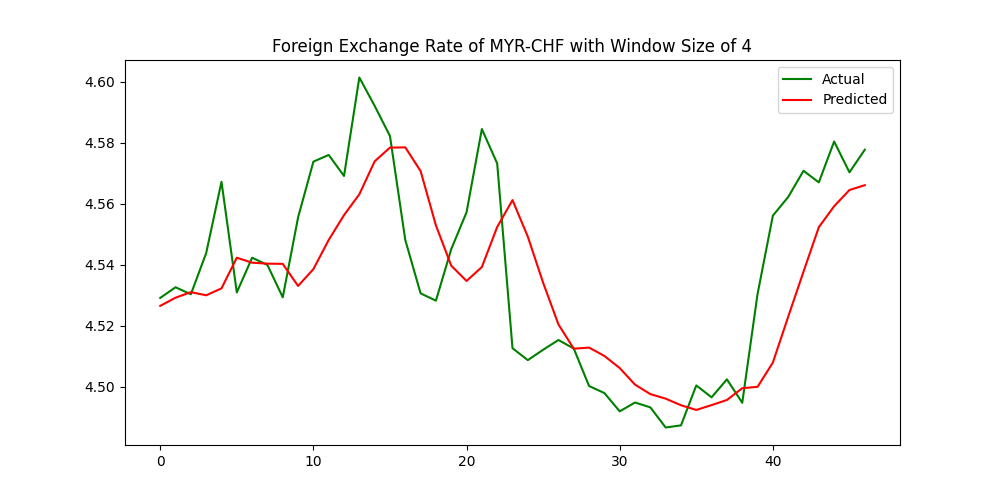 Foreign Exchange Rate of MYR-CHF with Window Size of 4
Actual
Predicted
4.60
4.58
4.56
4.54
4.52
4.50
0 10 20 30 40